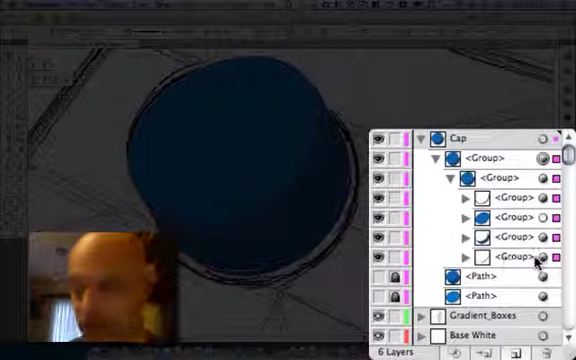 Cap
<Group>
<Group>
<Group>
<Group>
<Group>
<Group>
<Path>
<Path>
Gradient_Boxes
Base White
6 Layers